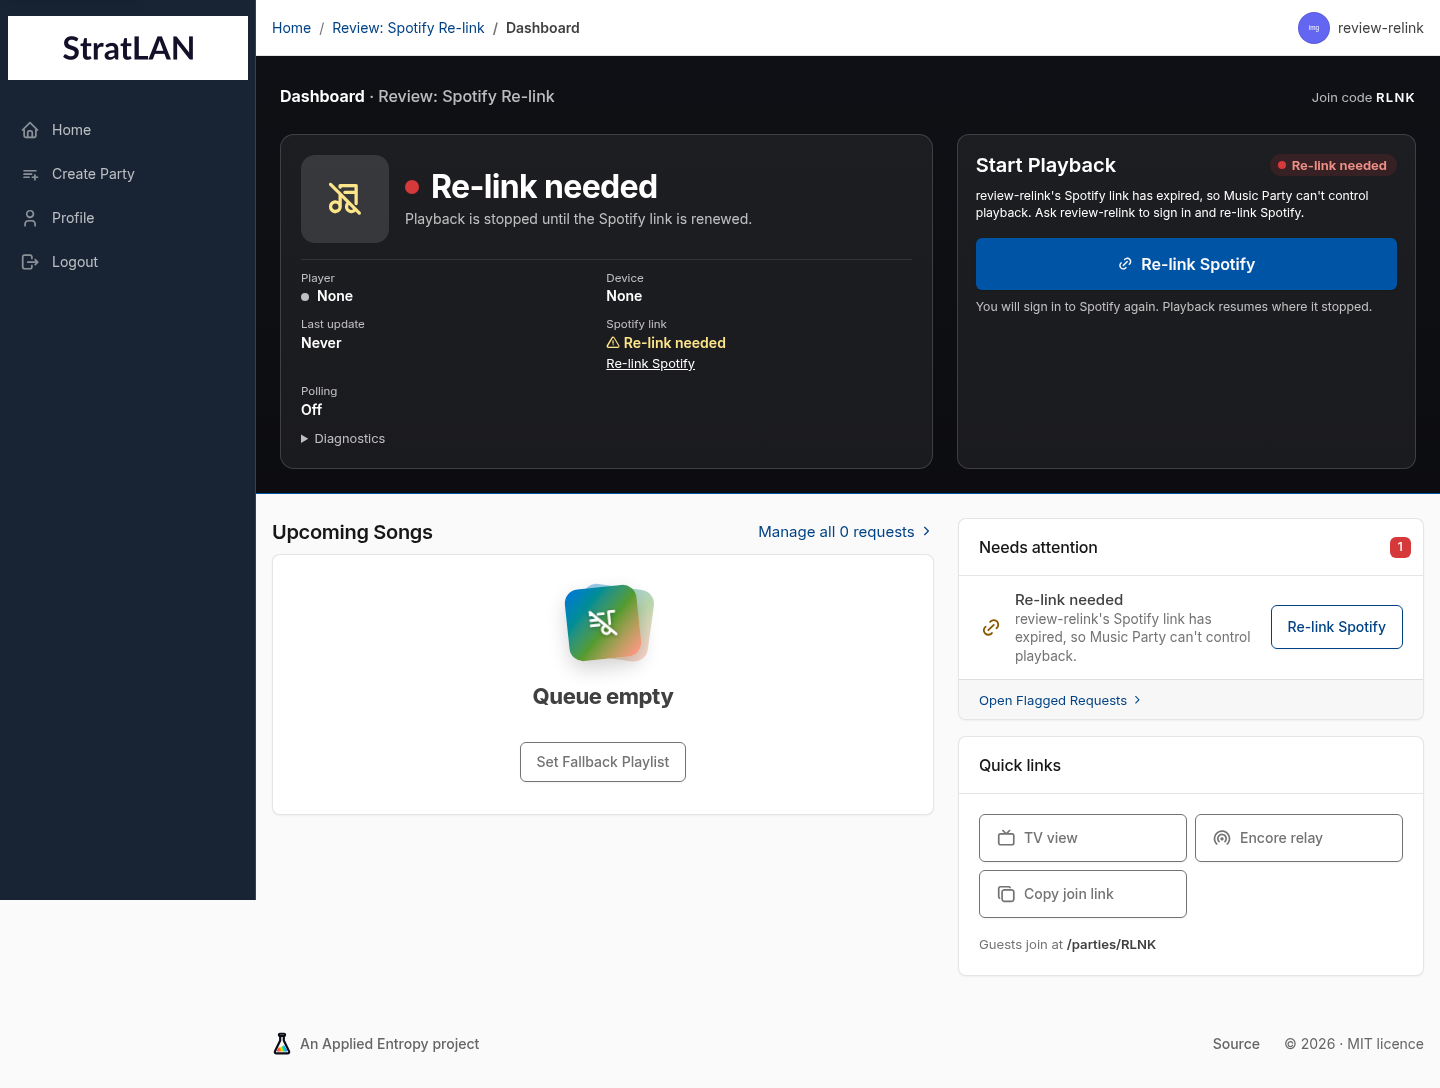 StratLAN
Home
Create Party
Profile
Logout
Home / Review: Spotify Re-link / Dashboard
img
review-relink
Dashboard · Review: Spotify Re-link
Join code RLNK
Re-link needed
Playback is stopped until the Spotify link is renewed.
Player
None
Device
None
Last update
Never
Spotify link
Re-link needed
Re-link Spotify
Polling
Off
Diagnostics
Start Playback
Re-link needed
review-relink's Spotify link has expired, so Music Party can't control
playback. Ask review-relink to sign in and re-link Spotify.
Re-link Spotify
You will sign in to Spotify again. Playback resumes where it stopped.
Upcoming Songs
Manage all 0 requests
Queue empty
Set Fallback Playlist
Needs attention
1
Re-link needed
review-relink's Spotify link has
expired, so Music Party can't control
playback.
Re-link Spotify
Open Flagged Requests
Quick links
TV view
Encore relay
Copy join link
Guests join at /parties/RLNK
An Applied Entropy project
Source
© 2026 · MIT licence